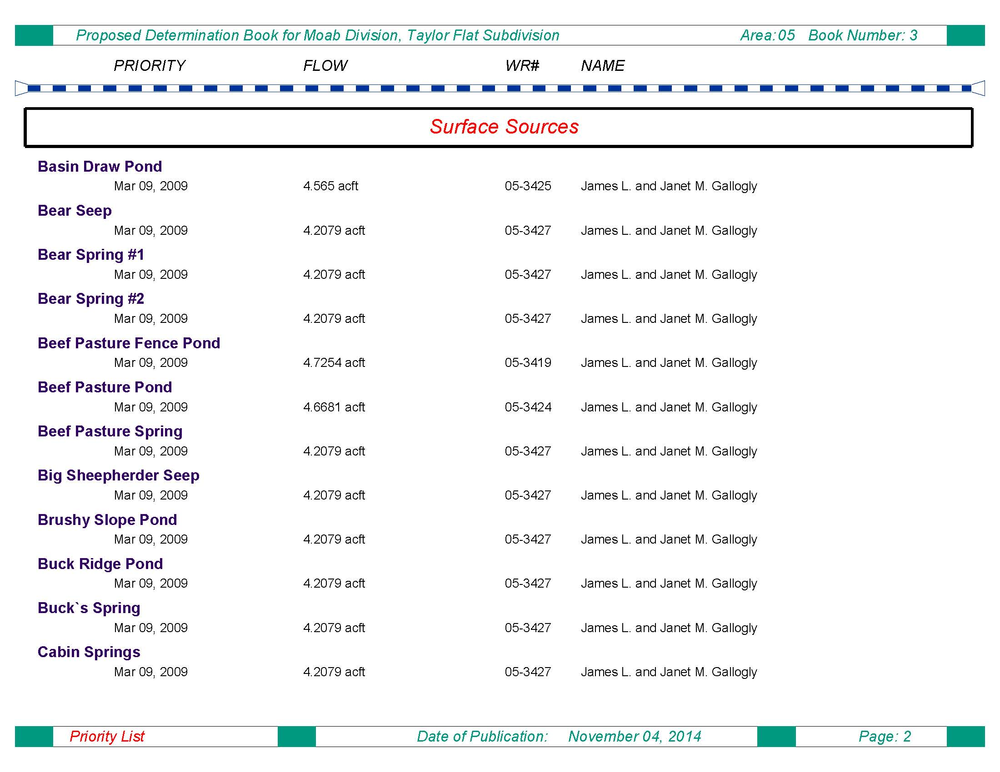 Proposed Determination Book for Moab Division, Taylor Flat Subdivision Area: 05 Book Number: 3
PRIORITY FLOW WR# NAME
Surface Sources
Basin Draw Pond
Mar 09, 2009 4.565 acft 05-3425 James L. and Janet M. Gallogly
Bear Seep
Mar 09, 2009 4.2079 acft 05-3427 James L. and Janet M. Gallogly
Bear Spring #1
Mar 09, 2009 4.2079 acft 05-3427 James L. and Janet M. Gallogly
Bear Spring #2
Mar 09, 2009 4.2079 acft 05-3427 James L. and Janet M. Gallogly
Beef Pasture Fence Pond
Mar 09, 2009 4.7254 acft 05-3419 James L. and Janet M. Gallogly
Beef Pasture Pond
Mar 09, 2009 4.6681 acft 05-3424 James L. and Janet M. Gallogly
Beef Pasture Spring
Mar 09, 2009 4.2079 acft 05-3427 James L. and Janet M. Gallogly
Big Sheepherder Seep
Mar 09, 2009 4.2079 acft 05-3427 James L. and Janet M. Gallogly
Brushy Slope Pond
Mar 09, 2009 4.2079 acft 05-3427 James L. and Janet M. Gallogly
Buck Ridge Pond
Mar 09, 2009 4.2079 acft 05-3427 James L. and Janet M. Gallogly
Buck`s Spring
Mar 09, 2009 4.2079 acft 05-3427 James L. and Janet M. Gallogly
Cabin Springs
Mar 09, 2009 4.2079 acft 05-3427 James L. and Janet M. Gallogly
Priority List Date of Publication: November 04, 2014 Page: 2